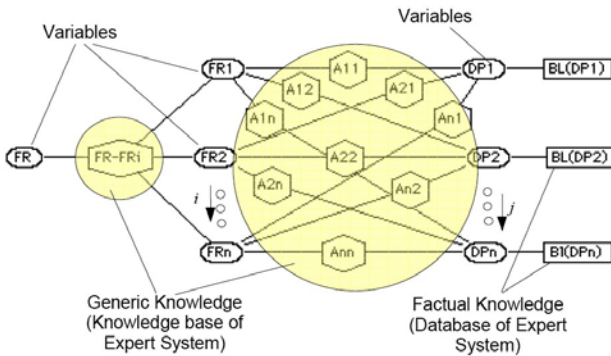 Variables
Variables
FR1
A11
DP1
BL(DP1)
A12
A21
A1n
An1
FR
FR-FRi
FR2
A22
DP2
BL(DP2)
A2n
An2
i
j
FRn
Ann
DPn
Bl(DPn)
Generic Knowledge
(Knowledge base of
Expert System)
Factual Knowledge
(Database of Expert
System)